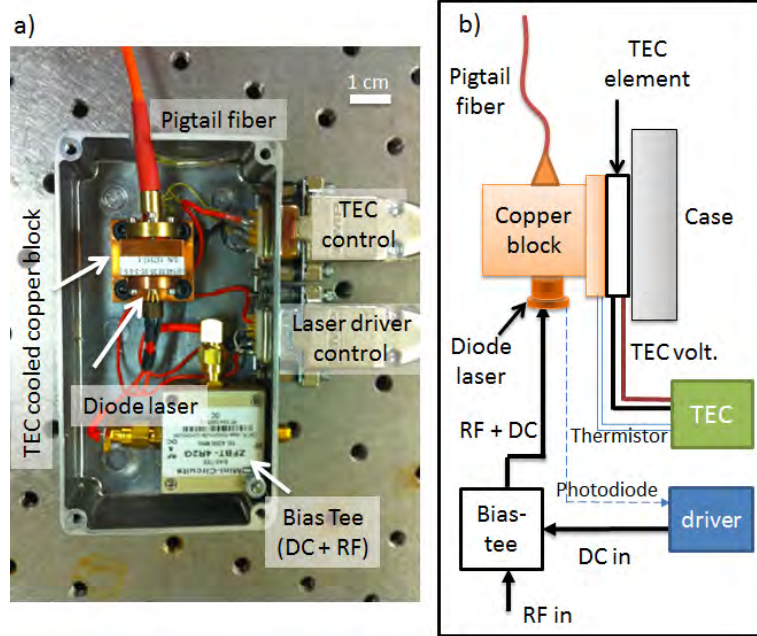 a)
1 cm
Pigtail fiber
TEC
control
Laser driver
control
TEC cooled copper block
Diode laser
Mini-Circuits
ZFBT-4R2G
Bias Tee
(DC + RF)
b)
TEC
element
Pigtail
fiber
Copper
block
Case
Diode
laser
TEC volt.
TEC
RF + DC
Thermistor
Photodiode
Bias-
tee
driver
DC in
RF in